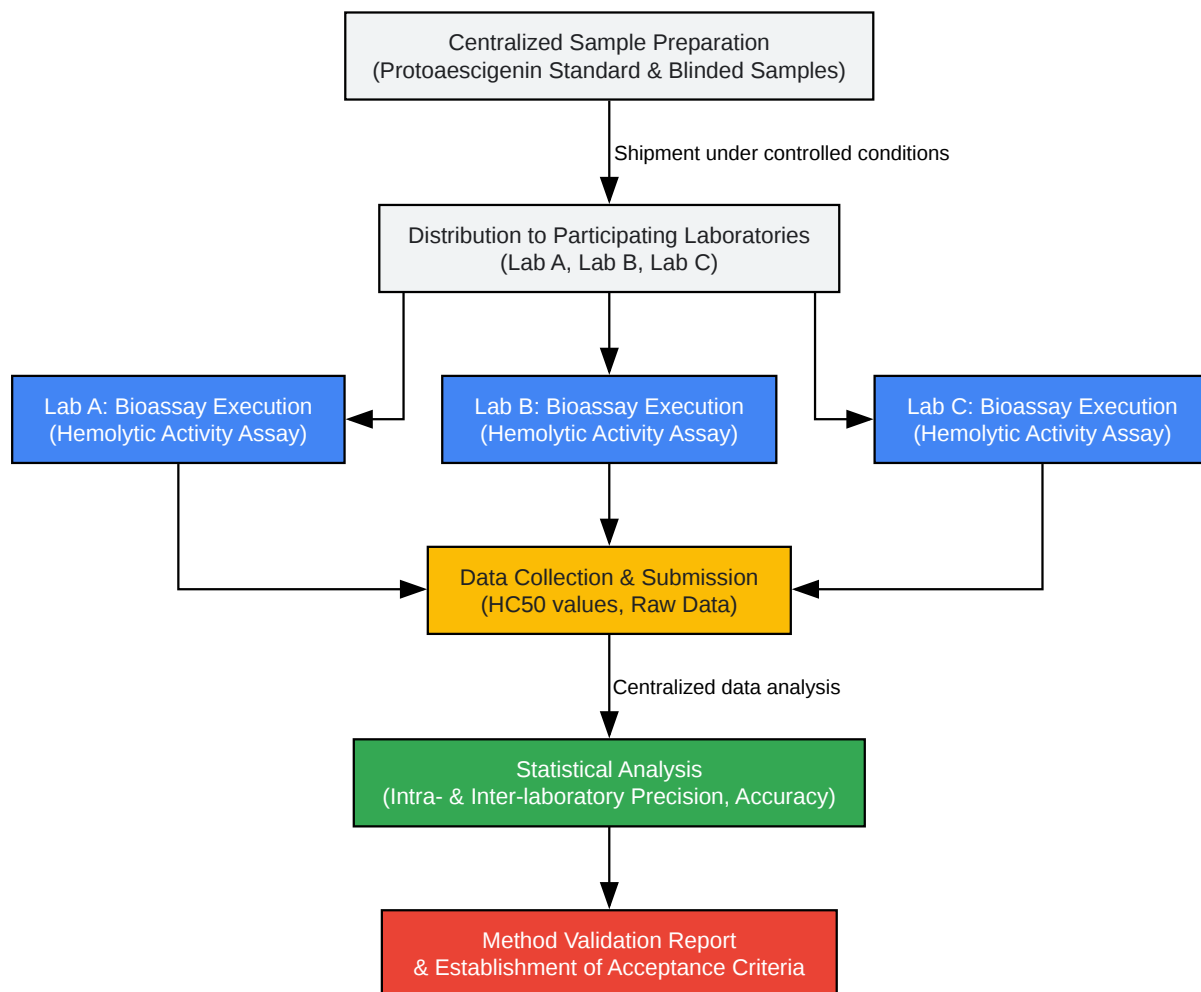 Centralized Sample Preparation
(Protoaescigenin Standard & Blinded Samples)
Shipment under controlled conditions
Distribution to Participating Laboratories
(Lab A, Lab B, Lab C)
Lab A: Bioassay Execution
(Hemolytic Activity Assay)
Lab B: Bioassay Execution
(Hemolytic Activity Assay)
Lab C: Bioassay Execution
(Hemolytic Activity Assay)
Data Collection & Submission
(HC50 values, Raw Data)
Centralized data analysis
Statistical Analysis
(Intra- & Inter-laboratory Precision, Accuracy)
Method Validation Report
& Establishment of Acceptance Criteria